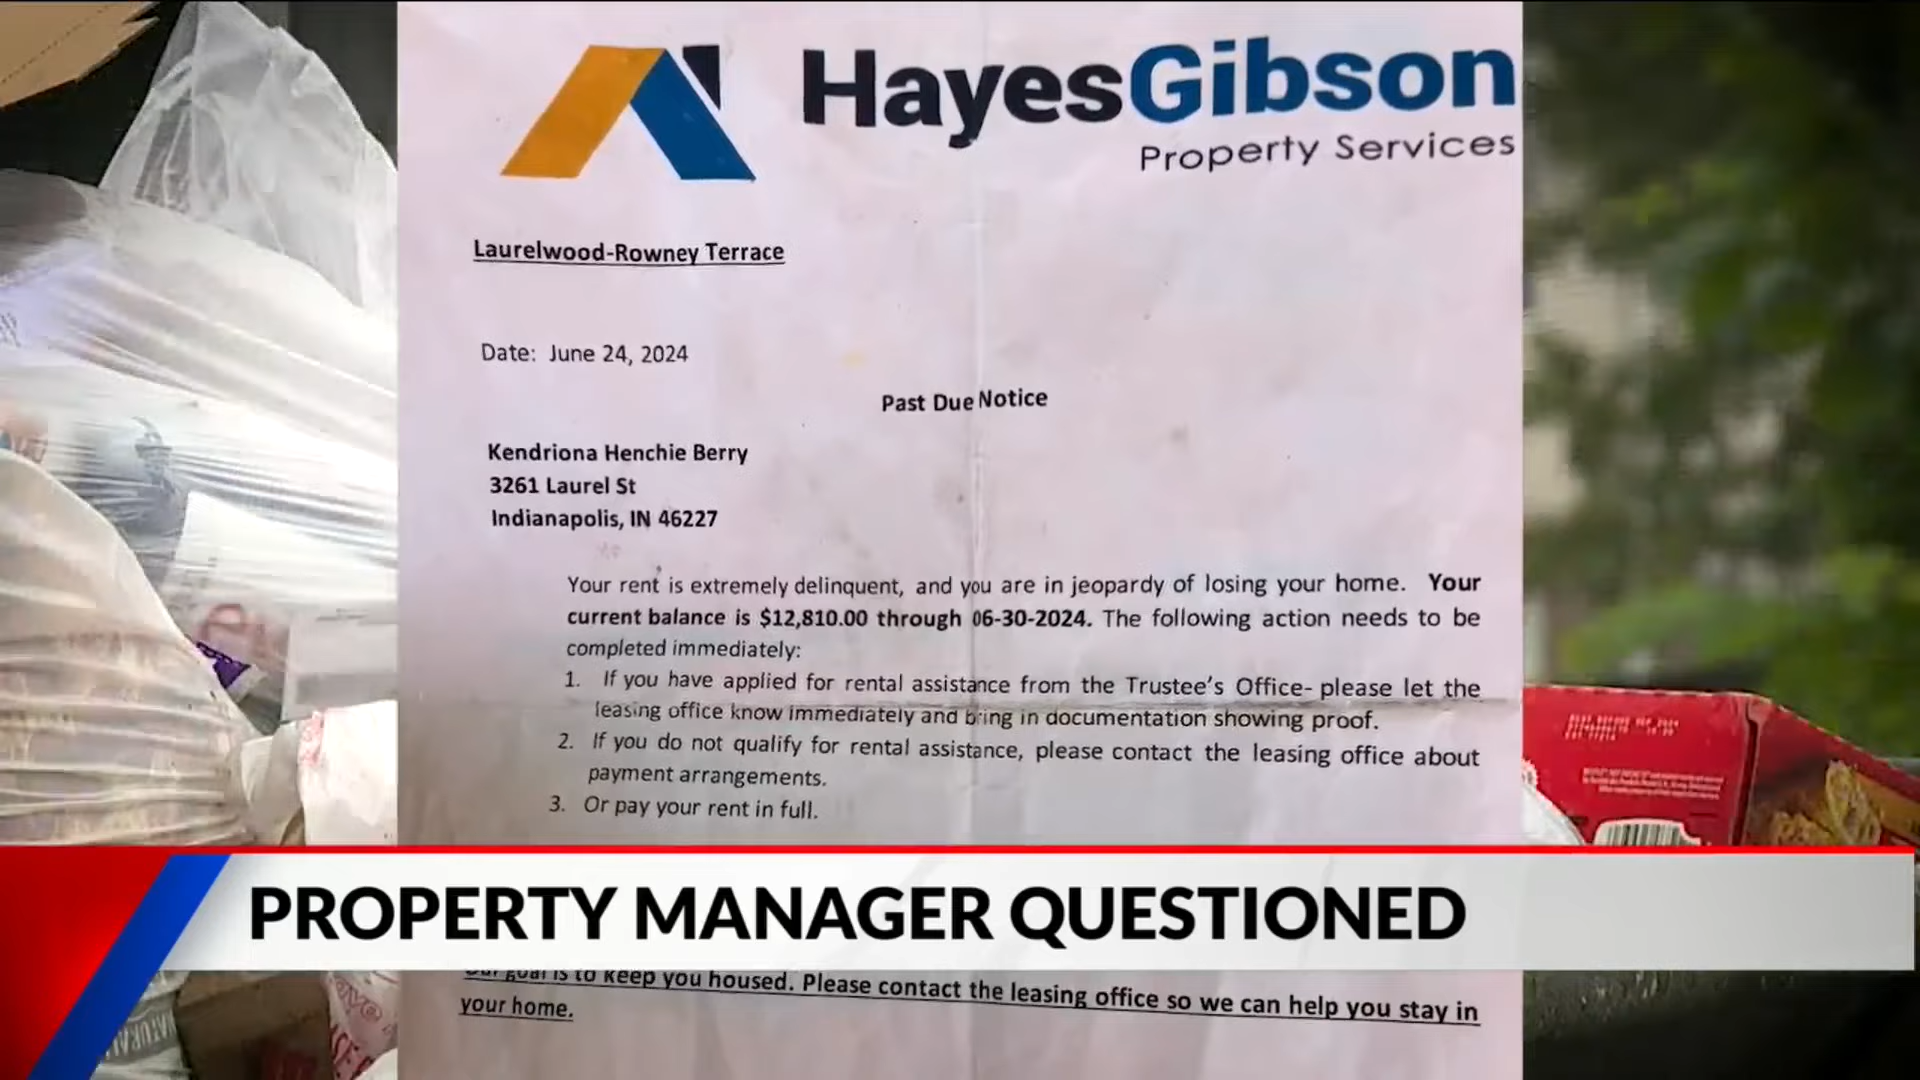 HayesGibson
Property Services
Laurelwood-Rowney Terrace
Date: June 24, 2024
Past Due Notice
Kendriona Henchie Berry
3261 Laurel St
Indianapolis, IN 46227
Your rent is extremely delinquent, and you are in jeopardy of losing your home. Your
current balance is $12,810.00 through 06-30-2024. The following action needs to be
completed immediately:
1. If you have applied for rental assistance from the Trustee's Office- please let the
leasing office know immediately and bring in documentation showing proof.
2. If you do not qualify for rental assistance, please contact the leasing office about
payment arrangements.
3. Or pay your rent in full.
PROPERTY MANAGER QUESTIONED
Our goal is to keep you housed. Please contact the leasing office so we can help you stay in
your home.